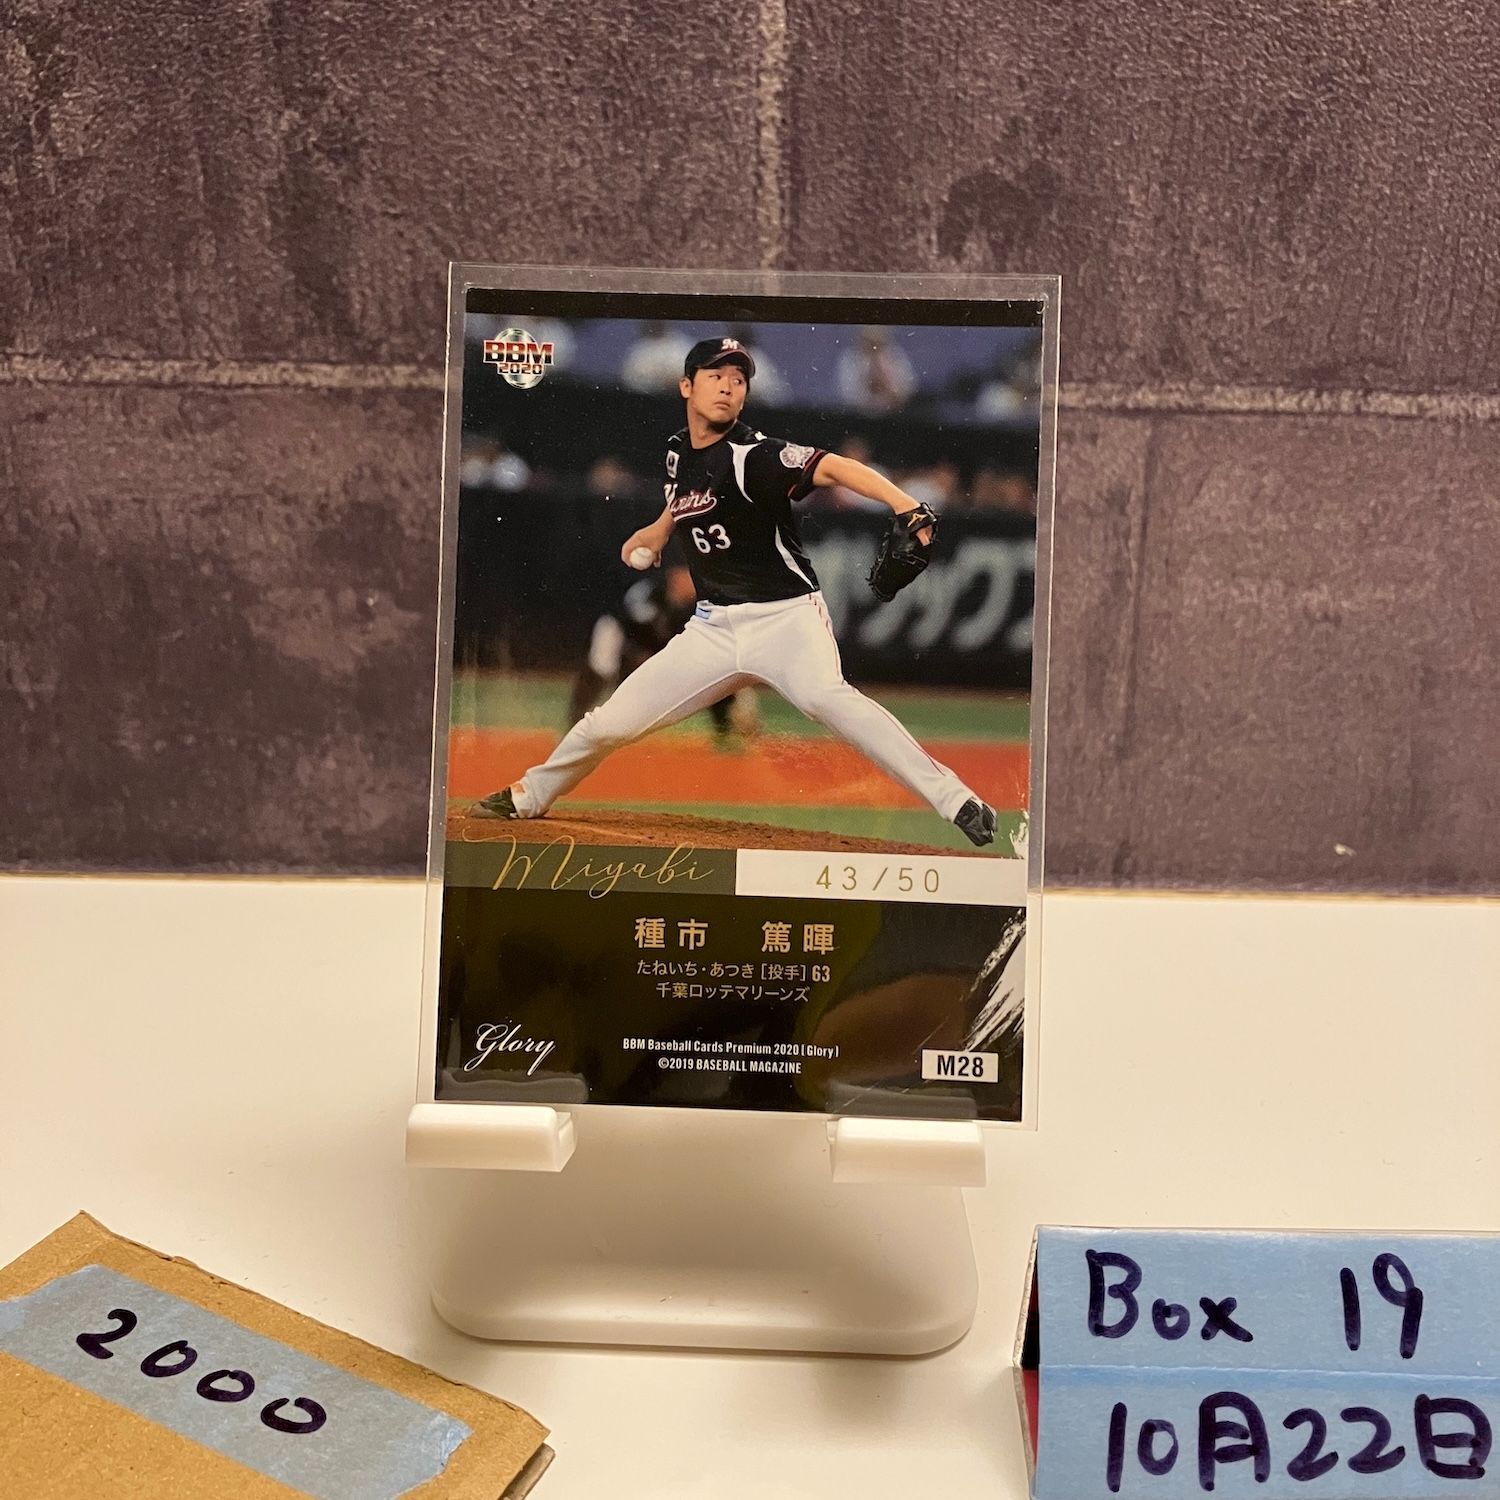 BBM
2020
M
Marins
63
Miyabi
43/50
種市 篤暉
たねいち・あつき [投手] 63
千葉ロッテマリーンズ
Glory
BBM Baseball Cards Premium 2020 [Glory]
©2019 BASEBALL MAGAZINE
M28
2000
Box 19
10月22日